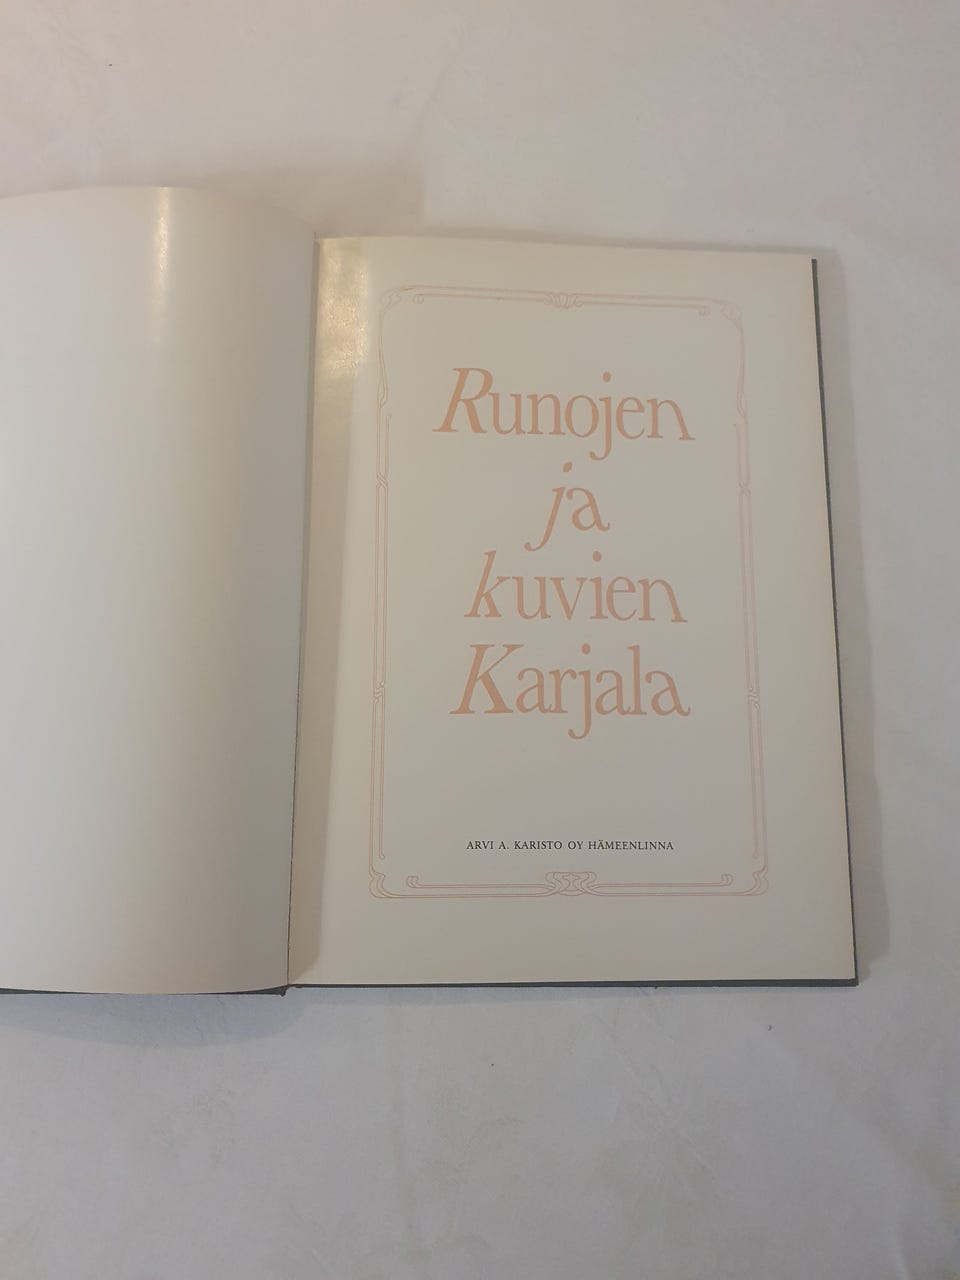 Runojen
ja
kuvien
Karjala
ARVI A. KARISTO OY HÄMEENLINNA